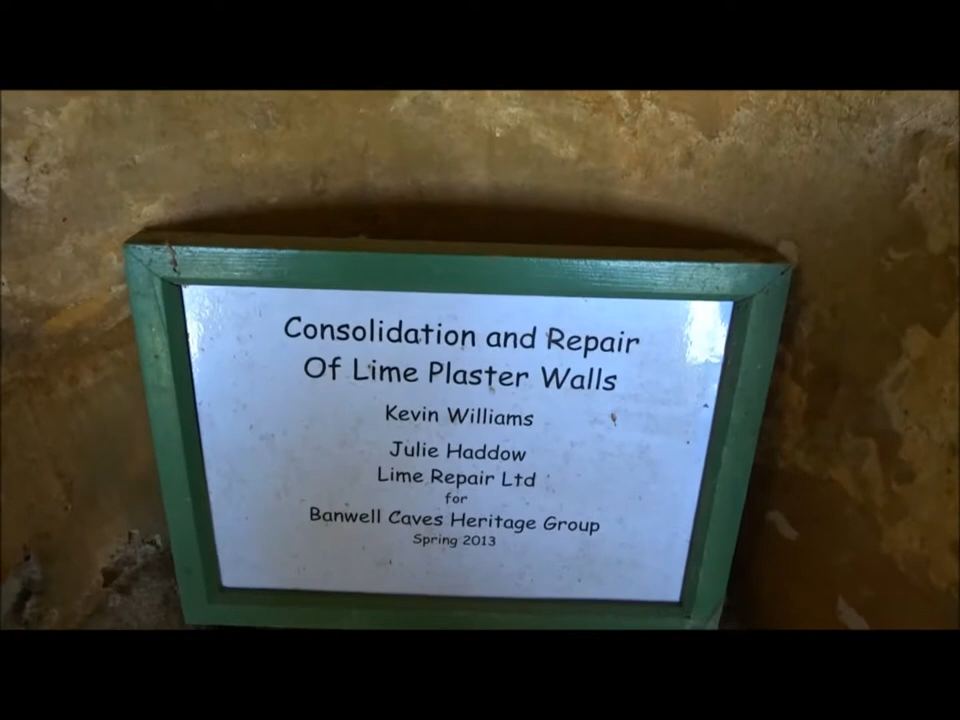 Consolidation and Repair
Of Lime Plaster Walls
Kevin Williams
Julie Haddow
Lime Repair Ltd
for
Banwell Caves Heritage Group
Spring 2013